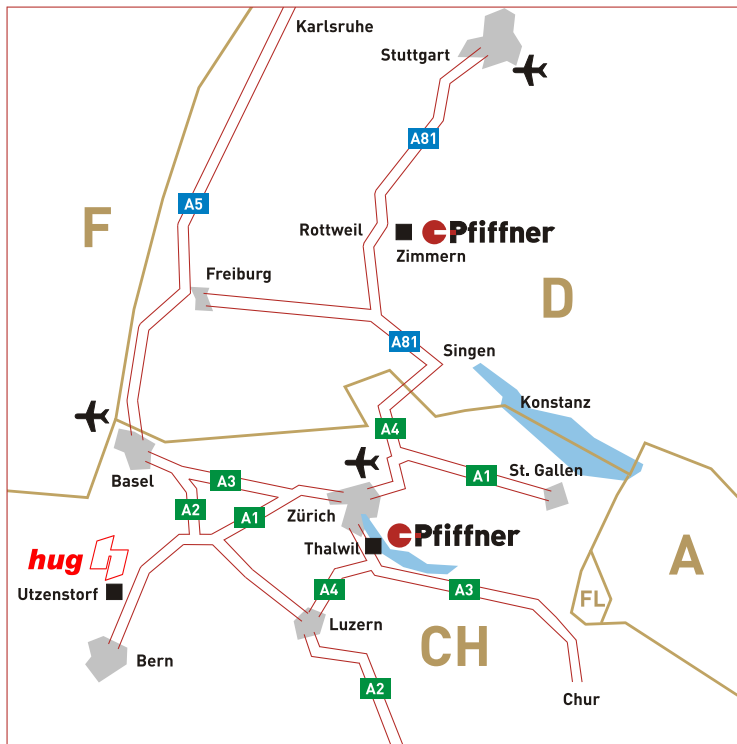 Karlsruhe
Stuttgart
A81
A5
F
Rottweil
Pfiffner
Zimmern
Freiburg
D
A81
Singen
Konstanz
A4
Basel
A3
A1
St. Gallen
A2
A1
Zürich
Pfiffner
hug
Thalwil
A
Utzenstorf
A4
A3
FL
Luzern
CH
Bern
A2
Chur